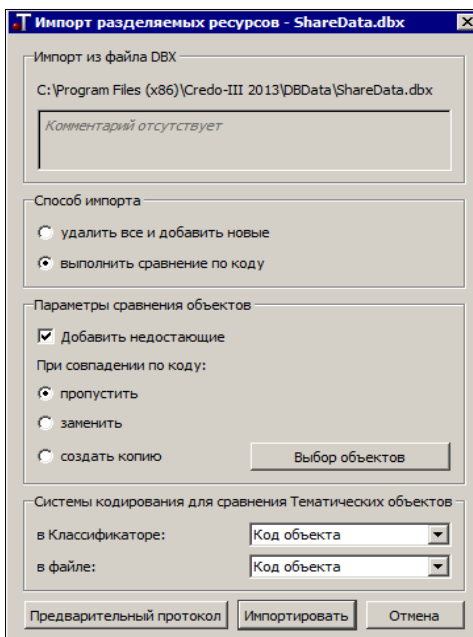 Импорт разделяемых ресурсов - ShareData.dbx
Импорт из файла DBX
C:\Program Files (x86)\Credo-III 2013\DBData\ShareData.dbx
Комментарий отсутствует
Способ импорта
удалить все и добавить новые
выполнить сравнение по коду
Параметры сравнения объектов
Добавить недостающие
При совпадении по коду:
пропустить
заменить
создать копию
Выбор объектов
Системы кодирования для сравнения Тематических объектов
в Классификаторе:
Код объекта
в файле:
Код объекта
Предварительный протокол
Импортировать
Отмена